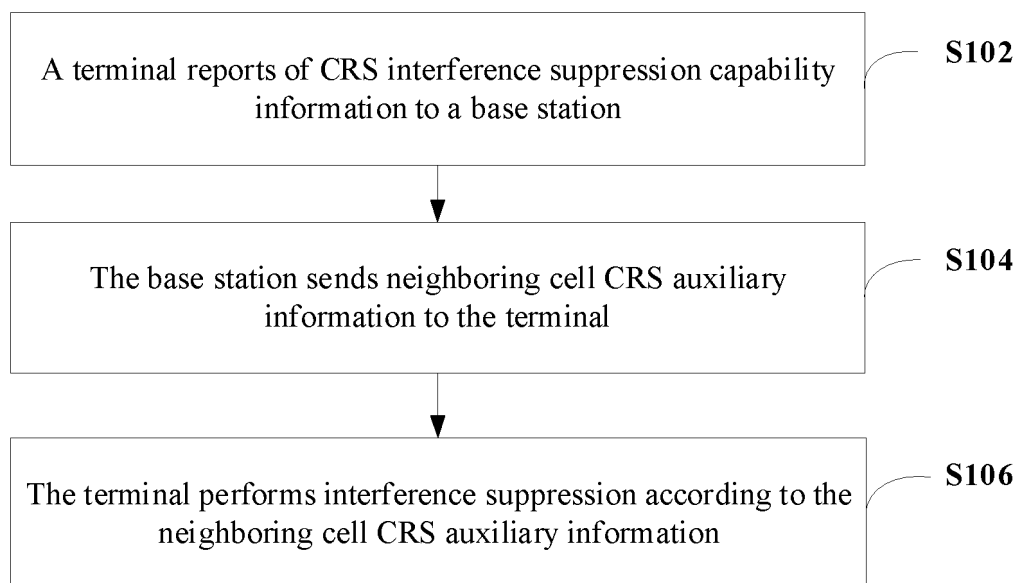 A terminal reports of CRS interference suppression capability
information to a base station
S102
The base station sends neighboring cell CRS auxiliary
information to the terminal
S104
The terminal performs interference suppression according to the
neighboring cell CRS auxiliary information
S106